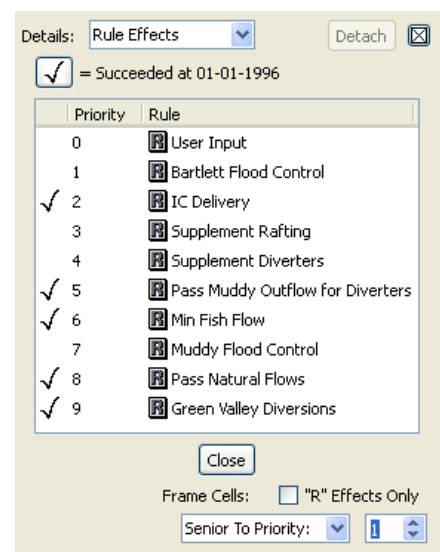 Details: Rule Effects Detach
= Succeeded at 01-01-1996
Priority Rule
0 R User Input
1 R Bartlett Flood Control
2 R IC Delivery
3 R Supplement Rafting
4 R Supplement Diverters
5 R Pass Muddy Outflow for Diverters
6 R Min Fish Flow
7 R Muddy Flood Control
8 R Pass Natural Flows
9 R Green Valley Diversions
Close
Frame Cells: "R" Effects Only
Senior To Priority: 1